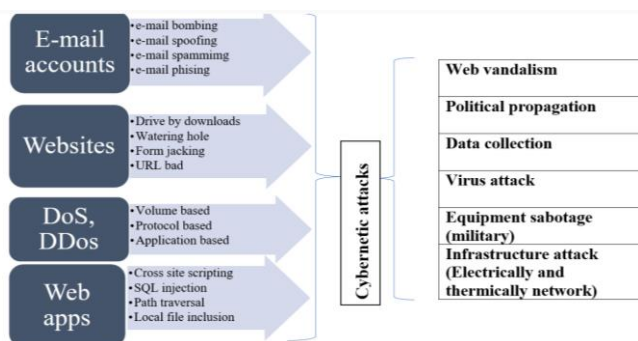 E-mail
accounts
•e-mail bombing
•e-mail spoofing
•e-mail spammimg
•e-mail phising
Websites
•Drive by downloads
•Watering hole
•Form jacking
•URL bad
DoS,
DDos
•Volume based
•Protocol based
•Application based
Web
apps
•Cross site scripting
•SQL injection
•Path traversal
•Local file inclusion
Cybernetic attacks
Web vandalism
Political propagation
Data collection
Virus attack
Equipment sabotage
(military)
Infrastructure attack
(Electrically and
thermically network)